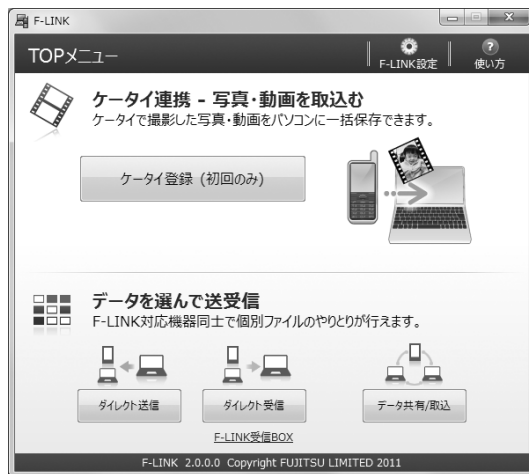 F-LINK
TOPメニュー
F-LINK設定
?
使い方
ケータイ連携 - 写真・動画を取込む
ケータイで撮影した写真・動画をパソコンに一括保存できます。
ケータイ登録 (初回のみ)
データを選んで送受信
F-LINK対応機器同士で個別ファイルのやりとりが行えます。
ダイレクト送信
ダイレクト受信
データ共有/取込
F-LINK受信BOX
F-LINK 2.0.0.0 Copyright FUJITSU LIMITED 2011